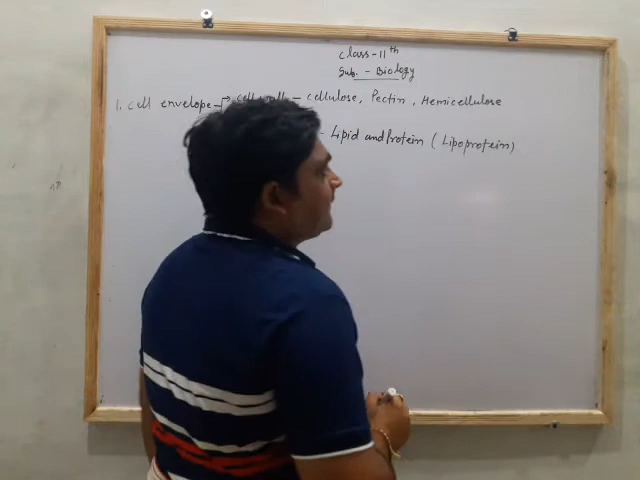 Class-11th
Sub. - Biology
1. Cell envelope → cell wall - cellulose, Pectin, Hemicellulose
- Lipid and Protein (Lipoprotein)